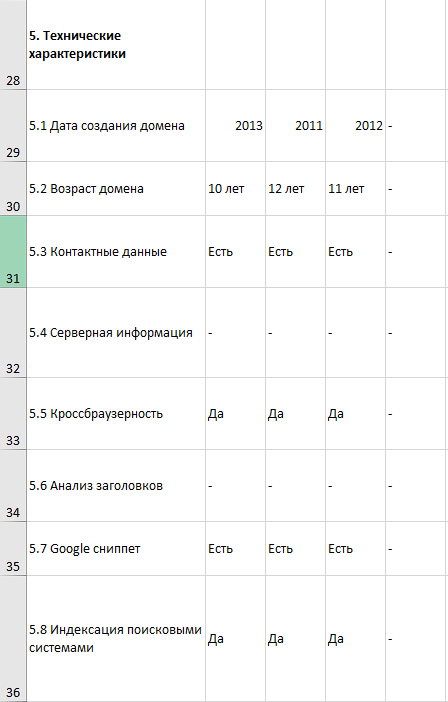 5. Технические
характеристики
28
5.1 Дата создания домена 2013 2011 2012 -
29
5.2 Возраст домена 10 лет 12 лет 11 лет -
30
5.3 Контактные данные Есть Есть Есть -
31
5.4 Серверная информация - - - -
32
5.5 Кроссбраузерность Да Да Да -
33
5.6 Анализ заголовков - - - -
34
5.7 Google сниппет Есть Есть Есть -
35
5.8 Индексация поисковыми
системами Да Да Да -
36